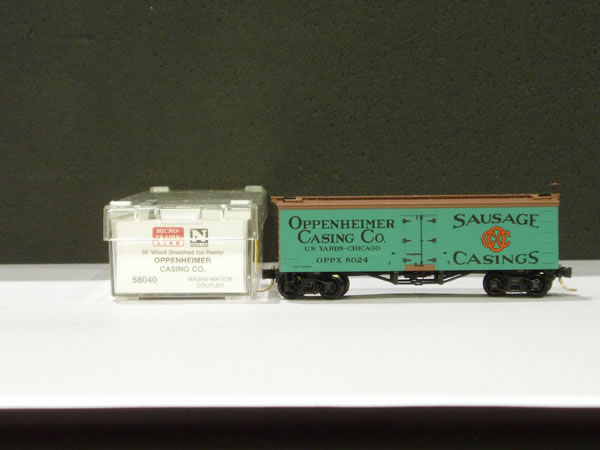 MICRO-
TRAINS
LINE
N
36' Wood Sheathed Ice Reefer
OPPENHEIMER
CASING CO.
58040
MAGNE-MATIC®
COUPLER
OPPENHEIMER
CASING CO.
U.S. YARDS-CHICAGO
OPPX 8024
SAUSAGE
CASINGS